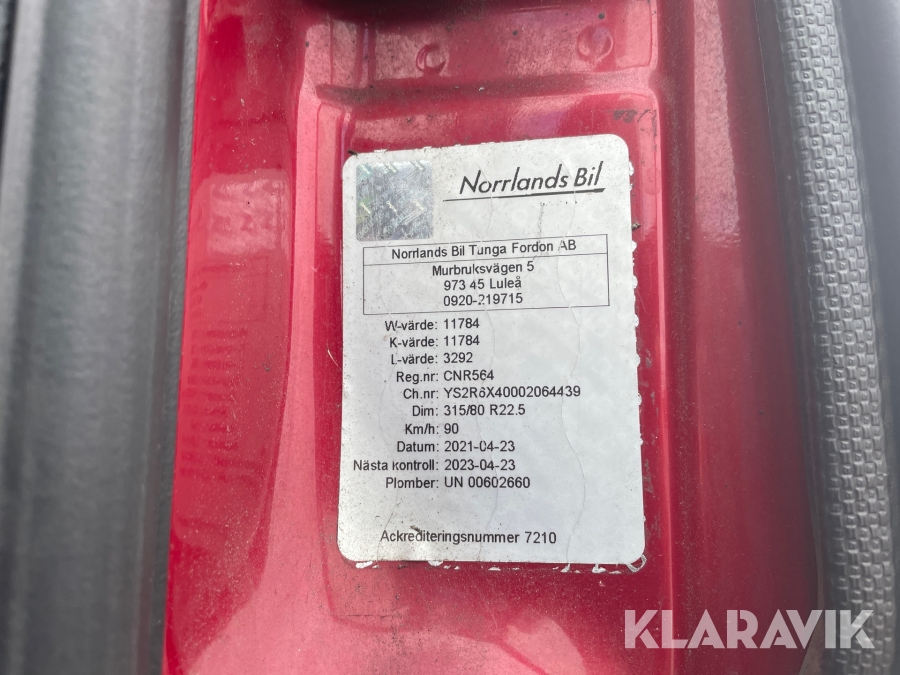 Norrlands Bil
Norrlands Bil Tunga Fordon AB
Murbruksvägen 5
973 45 Luleå
0920-219715
W-värde: 11784
K-värde: 11784
L-värde: 3292
Reg.nr: CNR564
Ch.nr: YS2R6X40002064439
Dim: 315/80 R22.5
Km/h: 90
Datum: 2021-04-23
Nästa kontroll: 2023-04-23
Plomber: UN 00602660
Ackrediteringsnummer 7210
KLARAVIK